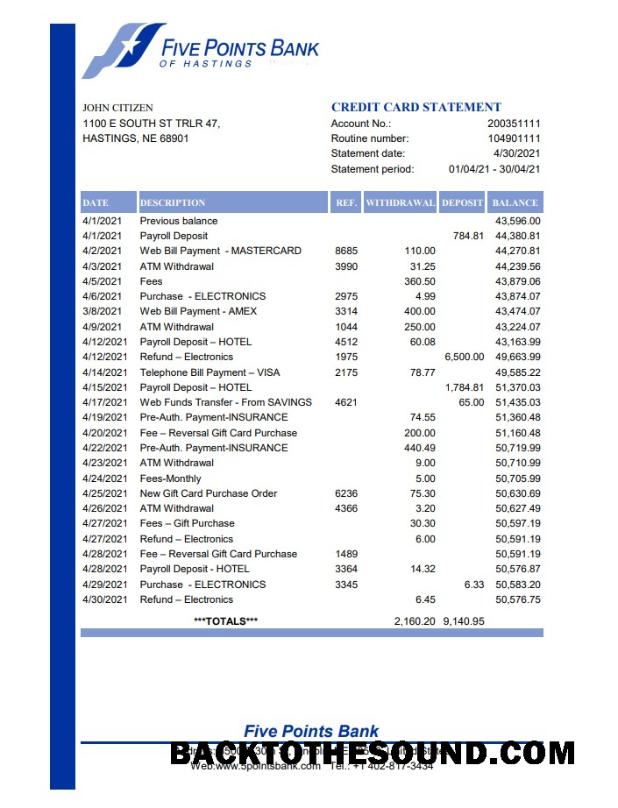 FIVE POINTS BANK
OF HASTINGS
JOHN CITIZEN
1100 E SOUTH ST TRLR 47,
HASTINGS, NE 68901
CREDIT CARD STATEMENT
Account No.: 200351111
Routine number: 104901111
Statement date: 4/30/2021
Statement period: 01/04/21 - 30/04/21
DATE DESCRIPTION REF. WITHDRAWAL DEPOSIT BALANCE
4/1/2021 Previous balance 43,596.00
4/1/2021 Payroll Deposit 784.81 44,380.81
4/2/2021 Web Bill Payment - MASTERCARD 8685 110.00 44,270.81
4/3/2021 ATM Withdrawal 3990 31.25 44,239.56
4/5/2021 Fees 360.50 43,879.06
4/6/2021 Purchase - ELECTRONICS 2975 4.99 43,874.07
3/8/2021 Web Bill Payment - AMEX 3314 400.00 43,474.07
4/9/2021 ATM Withdrawal 1044 250.00 43,224.07
4/12/2021 Payroll Deposit – HOTEL 4512 60.08 43,163.99
4/12/2021 Refund – Electronics 1975 6,500.00 49,663.99
4/14/2021 Telephone Bill Payment – VISA 2175 78.77 49,585.22
4/15/2021 Payroll Deposit – HOTEL 1,784.81 51,370.03
4/17/2021 Web Funds Transfer - From SAVINGS 4621 65.00 51,435.03
4/19/2021 Pre-Auth. Payment-INSURANCE 74.55 51,360.48
4/20/2021 Fee – Reversal Gift Card Purchase 200.00 51,160.48
4/22/2021 Pre-Auth. Payment-INSURANCE 440.49 50,719.99
4/23/2021 ATM Withdrawal 9.00 50,710.99
4/24/2021 Fees-Monthly 5.00 50,705.99
4/25/2021 New Gift Card Purchase Order 6236 75.30 50,630.69
4/26/2021 ATM Withdrawal 4366 3.20 50,627.49
4/27/2021 Fees – Gift Purchase 30.30 50,597.19
4/27/2021 Refund – Electronics 6.00 50,591.19
4/28/2021 Fee – Reversal Gift Card Purchase 1489 50,591.19
4/28/2021 Payroll Deposit - HOTEL 3364 14.32 50,576.87
4/29/2021 Purchase - ELECTRONICS 3345 6.33 50,583.20
4/30/2021 Refund – Electronics 6.45 50,576.75
***TOTALS*** 2,160.20 9,140.95
Five Points Bank
BACKTOTHESOUND.COM
Web:www.5pointsbank.com Tel.: +1 402-817-3434